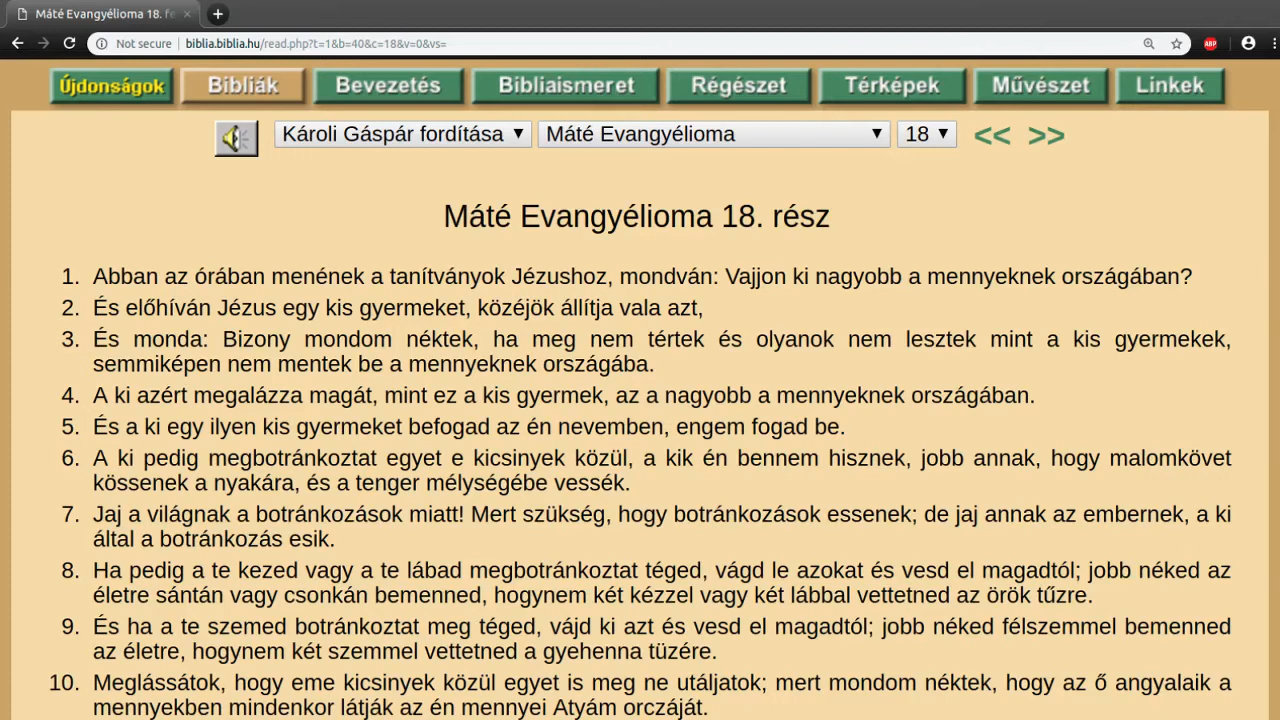 Máté Evangyélioma 18. ré
Not secure | biblia.biblia.hu/read.php?t=1&b=40&c=18&v=0&vs=
ABP
Újdonságok Bibliák Bevezetés Bibliaismeret Régészet Térképek Művészet Linkek
Károli Gáspár fordítása Máté Evangyélioma 18 << >>
Máté Evangyélioma 18. rész
1. Abban az órában menének a tanítványok Jézushoz, mondván: Vajjon ki nagyobb a mennyeknek országában?
2. És előhíván Jézus egy kis gyermeket, közéjök állítja vala azt,
3. És monda: Bizony mondom néktek, ha meg nem tértek és olyanok nem lesztek mint a kis gyermekek,
semmiképen nem mentek be a mennyeknek országába.
4. A ki azért megalázza magát, mint ez a kis gyermek, az a nagyobb a mennyeknek országában.
5. És a ki egy ilyen kis gyermeket befogad az én nevemben, engem fogad be.
6. A ki pedig megbotránkoztat egyet e kicsinyek közül, a kik én bennem hisznek, jobb annak, hogy malomkövet
kössenek a nyakára, és a tenger mélységébe vessék.
7. Jaj a világnak a botránkozások miatt! Mert szükség, hogy botránkozások essenek; de jaj annak az embernek, a ki
által a botránkozás esik.
8. Ha pedig a te kezed vagy a te lábad megbotránkoztat téged, vágd le azokat és vesd el magadtól; jobb néked az
életre sántán vagy csonkán bemenned, hogynem két kézzel vagy két lábbal vettetned az örök tűzre.
9. És ha a te szemed botránkoztat meg téged, vájd ki azt és vesd el magadtól; jobb néked félszemmel bemenned
az életre, hogynem két szemmel vettetned a gyehenna tüzére.
10. Meglássátok, hogy eme kicsinyek közül egyet is meg ne utáljatok; mert mondom néktek, hogy az ő angyalaik a
mennyekben mindenkor látják az én mennyei Atyám orczáját.